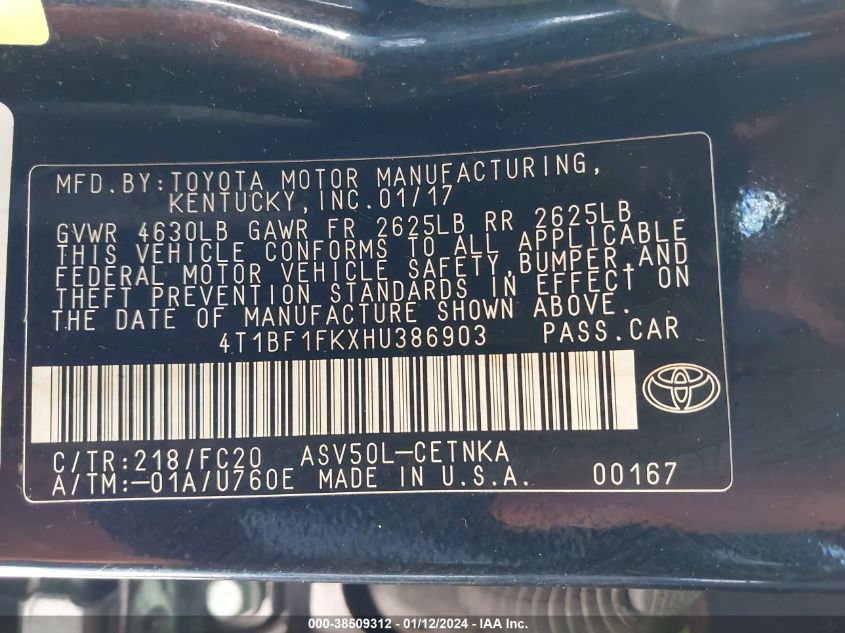 MFD.BY:TOYOTA MOTOR MANUFACTURING,
KENTUCKY,INC.01/17
GVWR 4630LB GAWR FR 2625LB RR 2625LB
THIS VEHICLE CONFORMS TO ALL APPLICABLE
FEDERAL MOTOR VEHICLE SAFETY,BUMPER,AND
THEFT PREVENTION STANDARDS IN EFFECT ON
THE DATE OF MANUFACTURE SHOWN ABOVE.
4T1BF1FKXHU386903 PASS.CAR
C/TR:218/FC20 ASV50L-CETNKA
A/TM:-01A/U760E MADE IN U.S.A. 00167
000-38509312 - 01/12/2024 - IAA Inc.